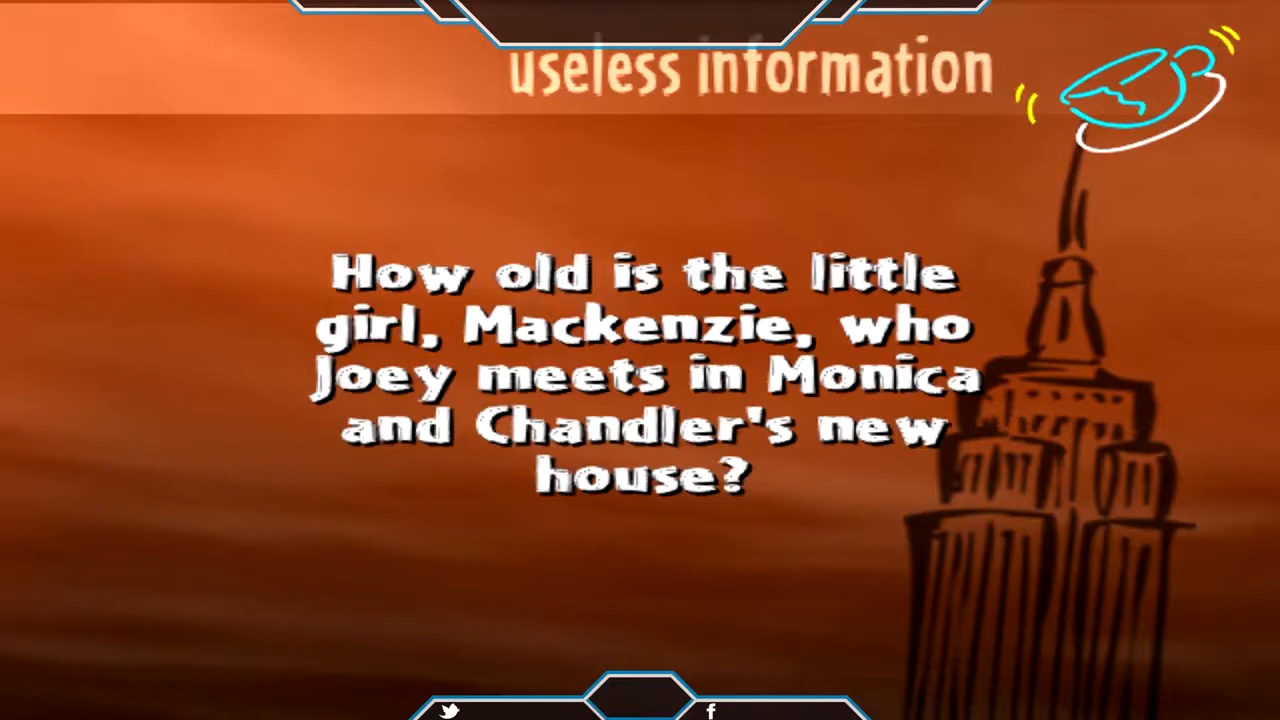 useless information
How old is the little
girl, Mackenzie, who
Joey meets in Monica
and Chandler's new
house?
f